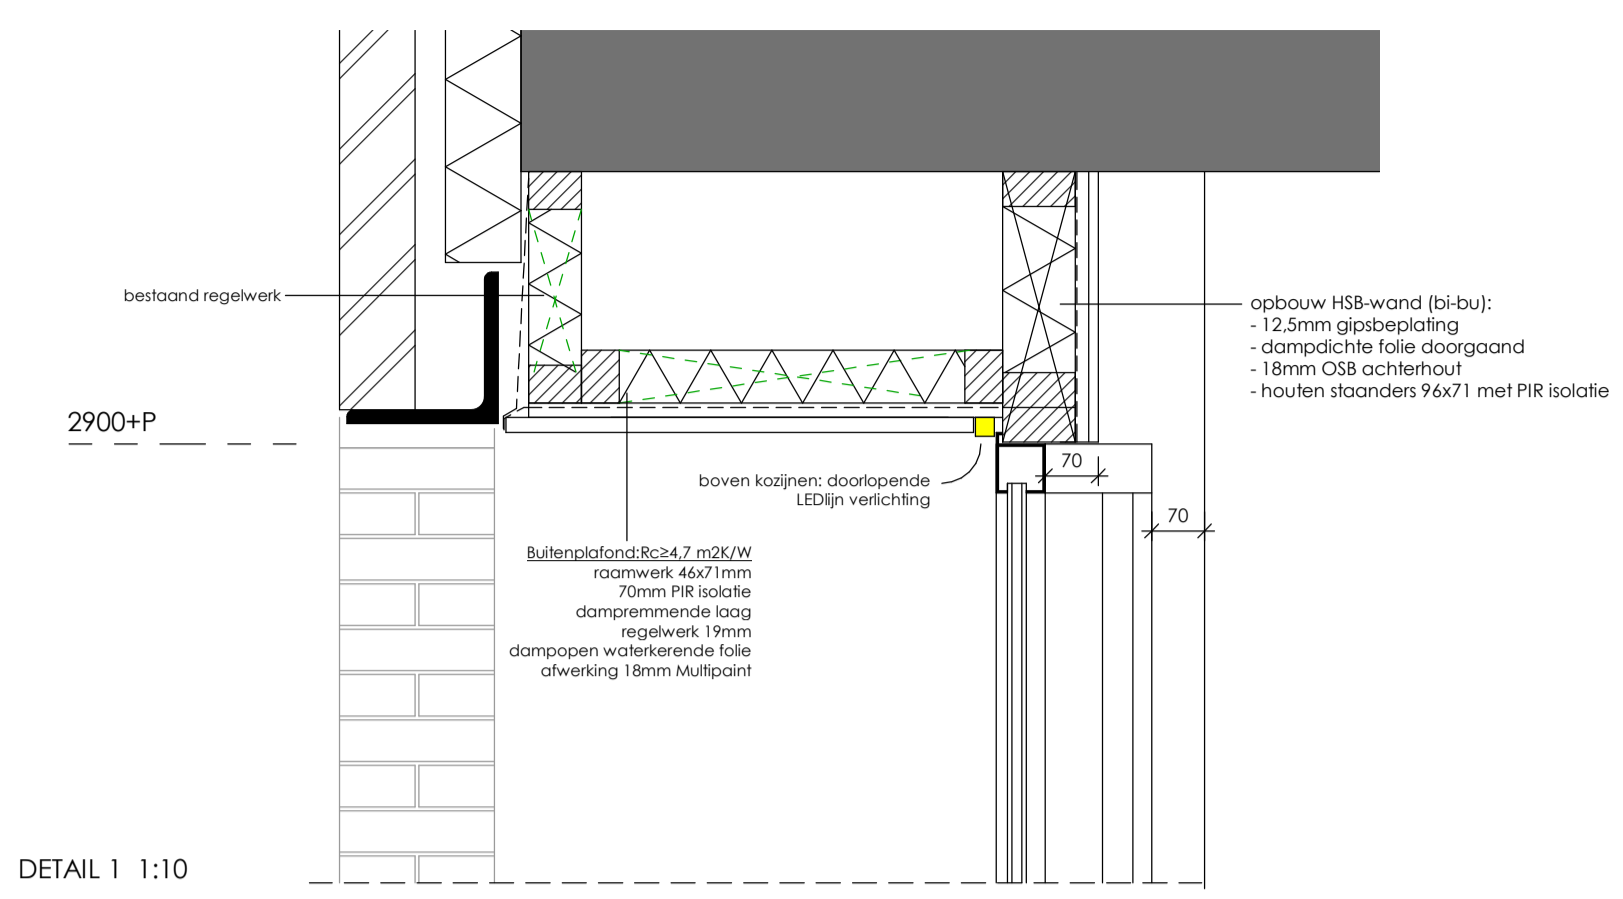 bestaand regelwerk
opbouw HSB-wand (bi-bu):
- 12,5mm gipsbeplating
- dampdichte folie doorgaand
- 18mm OSB achterhout
- houten staanders 96x71 met PIR isolatie
2900+P
70
boven kozijnen: doorlopende
LEDlijn verlichting
70
Buitenplafond:Rc≥4,7 m2K/W
raamwerk 46x71mm
70mm PIR isolatie
dampremmende laag
regelwerk 19mm
dampopen waterkerende folie
afwerking 18mm Multipaint
DETAIL 1 1:10